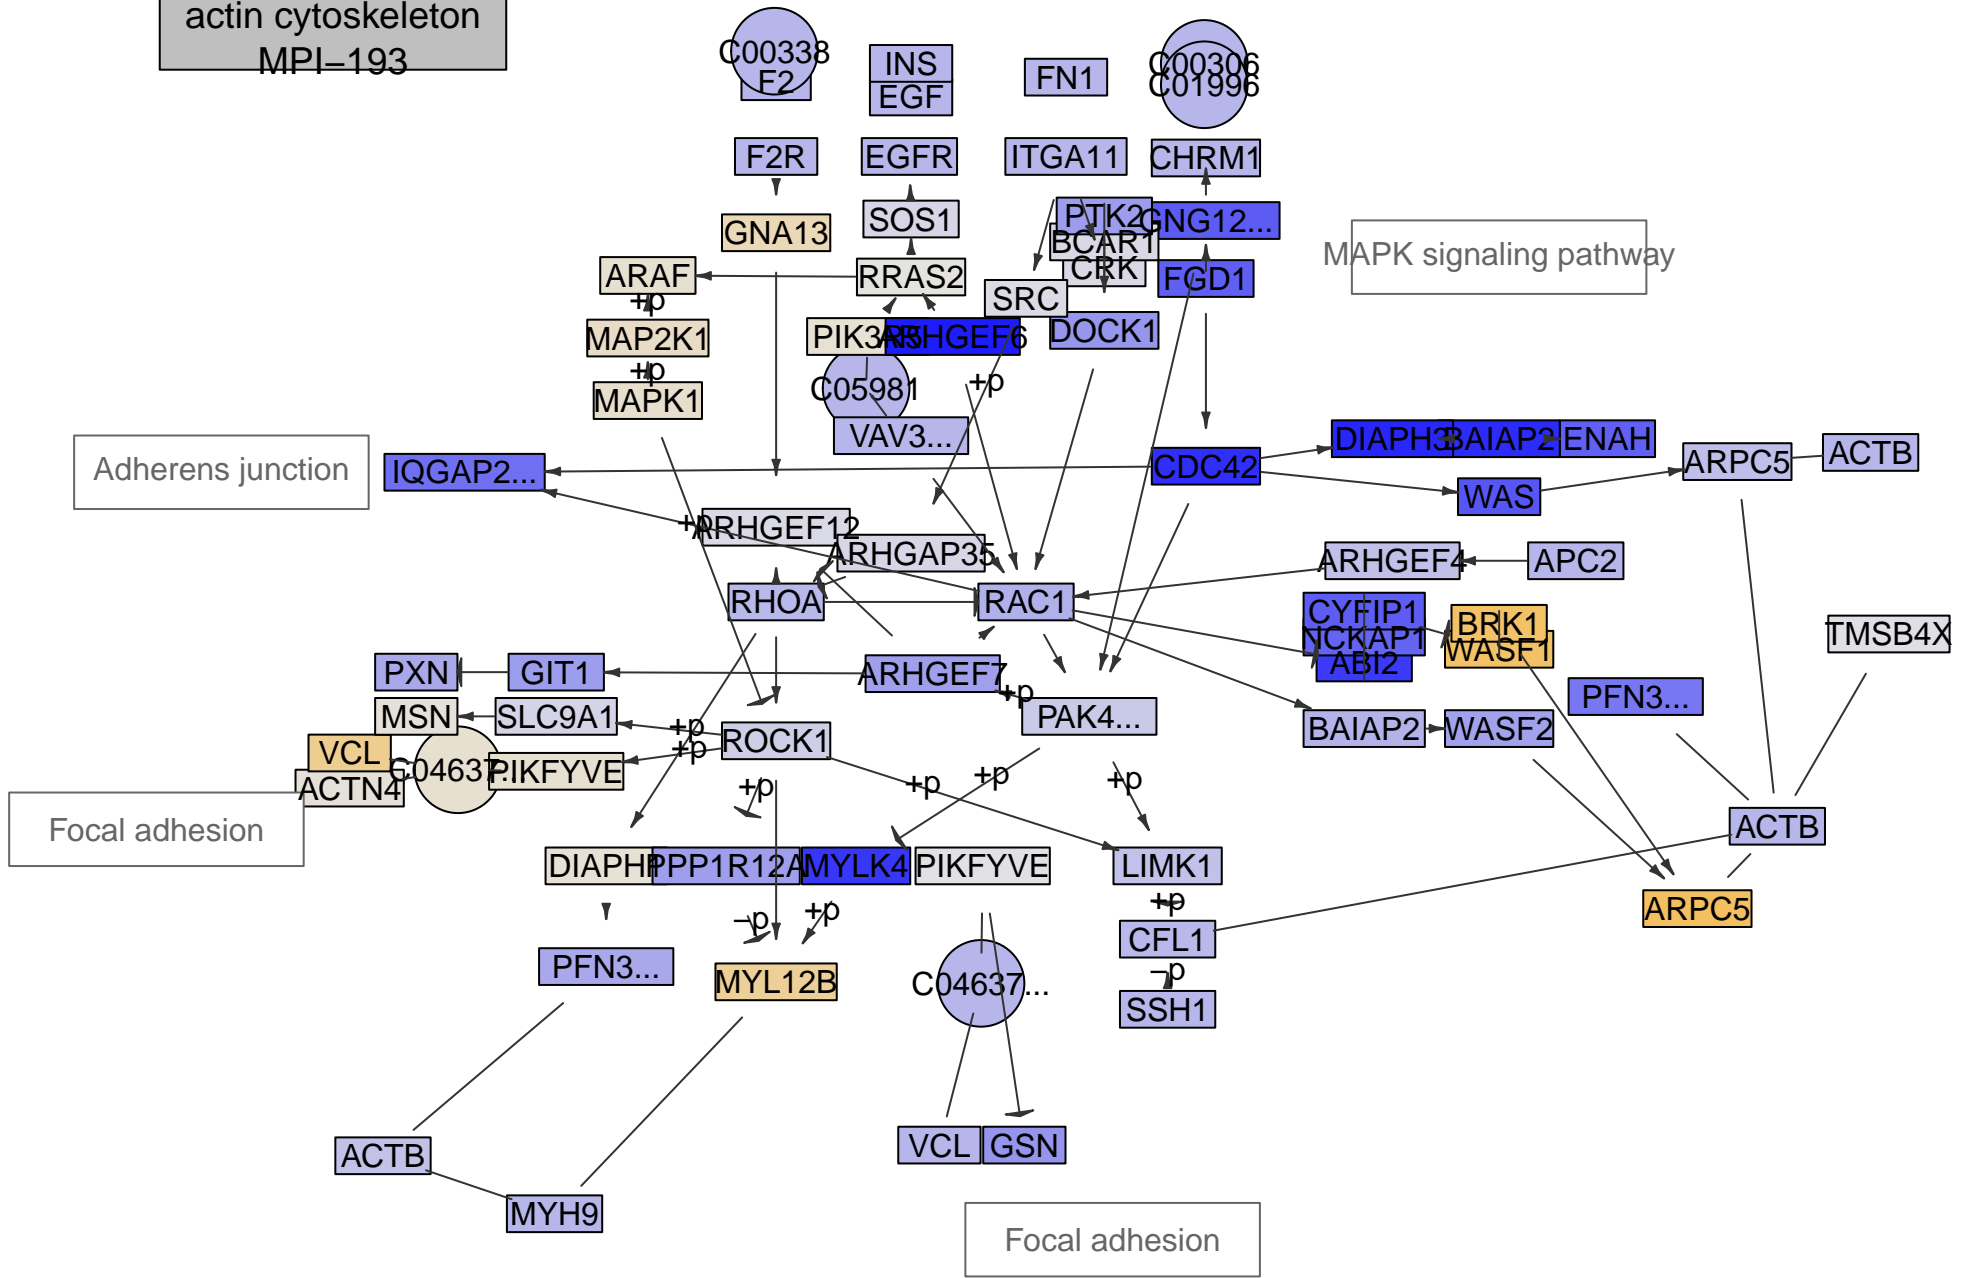 actin cytoskeleton
MPI−193
C00338
F2
INS
EGF
FN1
C00306
C01996
F2R
EGFR
ITGA11
CHRM1
GNA13
SOS1
PTK2
GNG12...
BCAR1
CRK
FGD1
MAPK signaling pathway
ARAF
RRAS2
SRC
+p
MAP2K1
ARHGEF6
DOCK1
+p
MAPK1
C05981
+p
VAV3...
DIAPH3
BAIAP2
ENAH
ARPC5
ACTB
Adherens junction
IQGAP2...
CDC42
WAS
+p
ARHGEF12
ARHGAP35
ARHGEF4
APC2
RHOA
RAC1
CYFIP1
NCKAP1
ABI2
BRK1
WASF1
TMSB4X
PXN
GIT1
ARHGEF7
+p
PFN3...
MSN
SLC9A1
+p
PAK4...
BAIAP2
WASF2
VCL
ROCK1
+p
C04637...
PIKFYVE
ACTN4
+p
+p
+p
+p
Focal adhesion
ACTB
PPP1R12A
MYLK4
PIKFYVE
LIMK1
−p
+p
+p
ARPC5
CFL1
PFN3...
MYL12B
C04637...
−p
SSH1
ACTB
VCL
GSN
MYH9
Focal adhesion